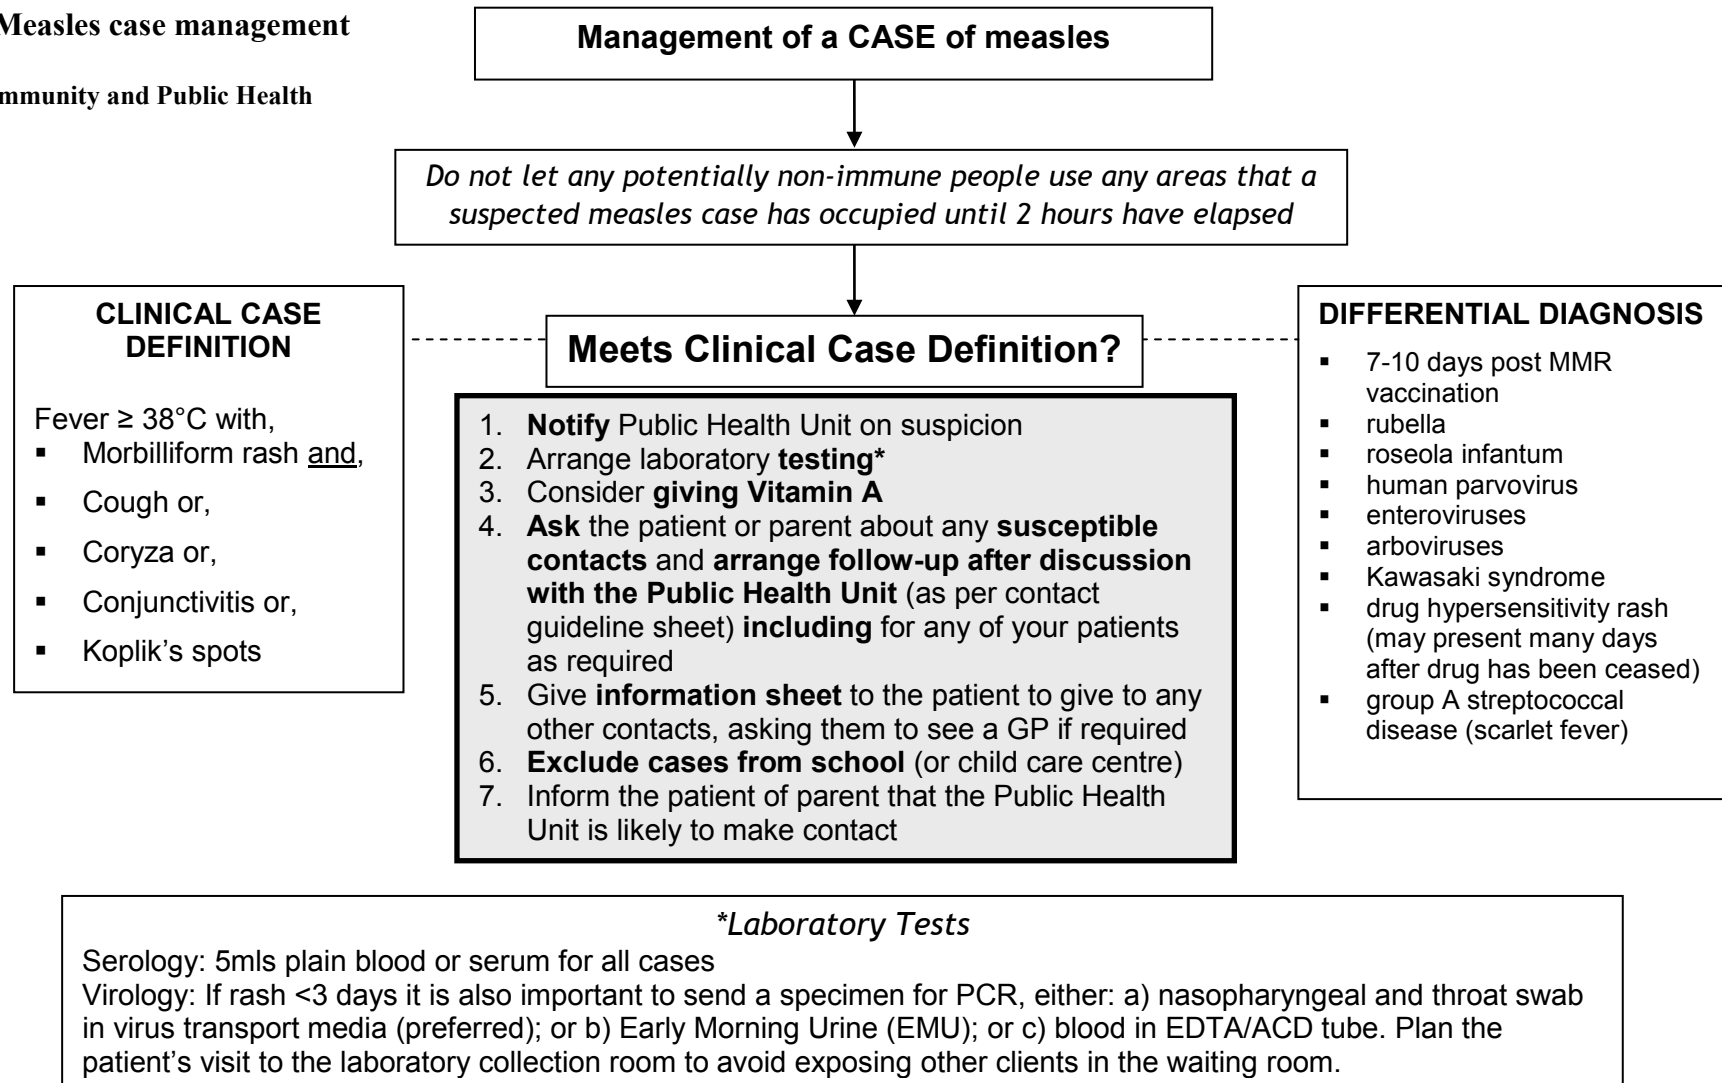 Measles case management
mmunity and Public Health
Management of a CASE of measles
Do not let any potentially non-immune people use any areas that a
suspected measles case has occupied until 2 hours have elapsed
CLINICAL CASE
DEFINITION
Fever ≥ 38°C with,
▪ Morbilliform rash and,
▪ Cough or,
▪ Coryza or,
▪ Conjunctivitis or,
▪ Koplik's spots
Meets Clinical Case Definition?
1. Notify Public Health Unit on suspicion
2. Arrange laboratory testing*
3. Consider giving Vitamin A
4. Ask the patient or parent about any susceptible
contacts and arrange follow-up after discussion
with the Public Health Unit (as per contact
guideline sheet) including for any of your patients
as required
5. Give information sheet to the patient to give to any
other contacts, asking them to see a GP if required
6. Exclude cases from school (or child care centre)
7. Inform the patient of parent that the Public Health
Unit is likely to make contact
DIFFERENTIAL DIAGNOSIS
▪ 7-10 days post MMR
vaccination
▪ rubella
▪ roseola infantum
▪ human parvovirus
▪ enteroviruses
▪ arboviruses
▪ Kawasaki syndrome
▪ drug hypersensitivity rash
(may present many days
after drug has been ceased)
▪ group A streptococcal
disease (scarlet fever)
*Laboratory Tests
Serology: 5mls plain blood or serum for all cases
Virology: If rash <3 days it is also important to send a specimen for PCR, either: a) nasopharyngeal and throat swab
in virus transport media (preferred); or b) Early Morning Urine (EMU); or c) blood in EDTA/ACD tube. Plan the
patient's visit to the laboratory collection room to avoid exposing other clients in the waiting room.